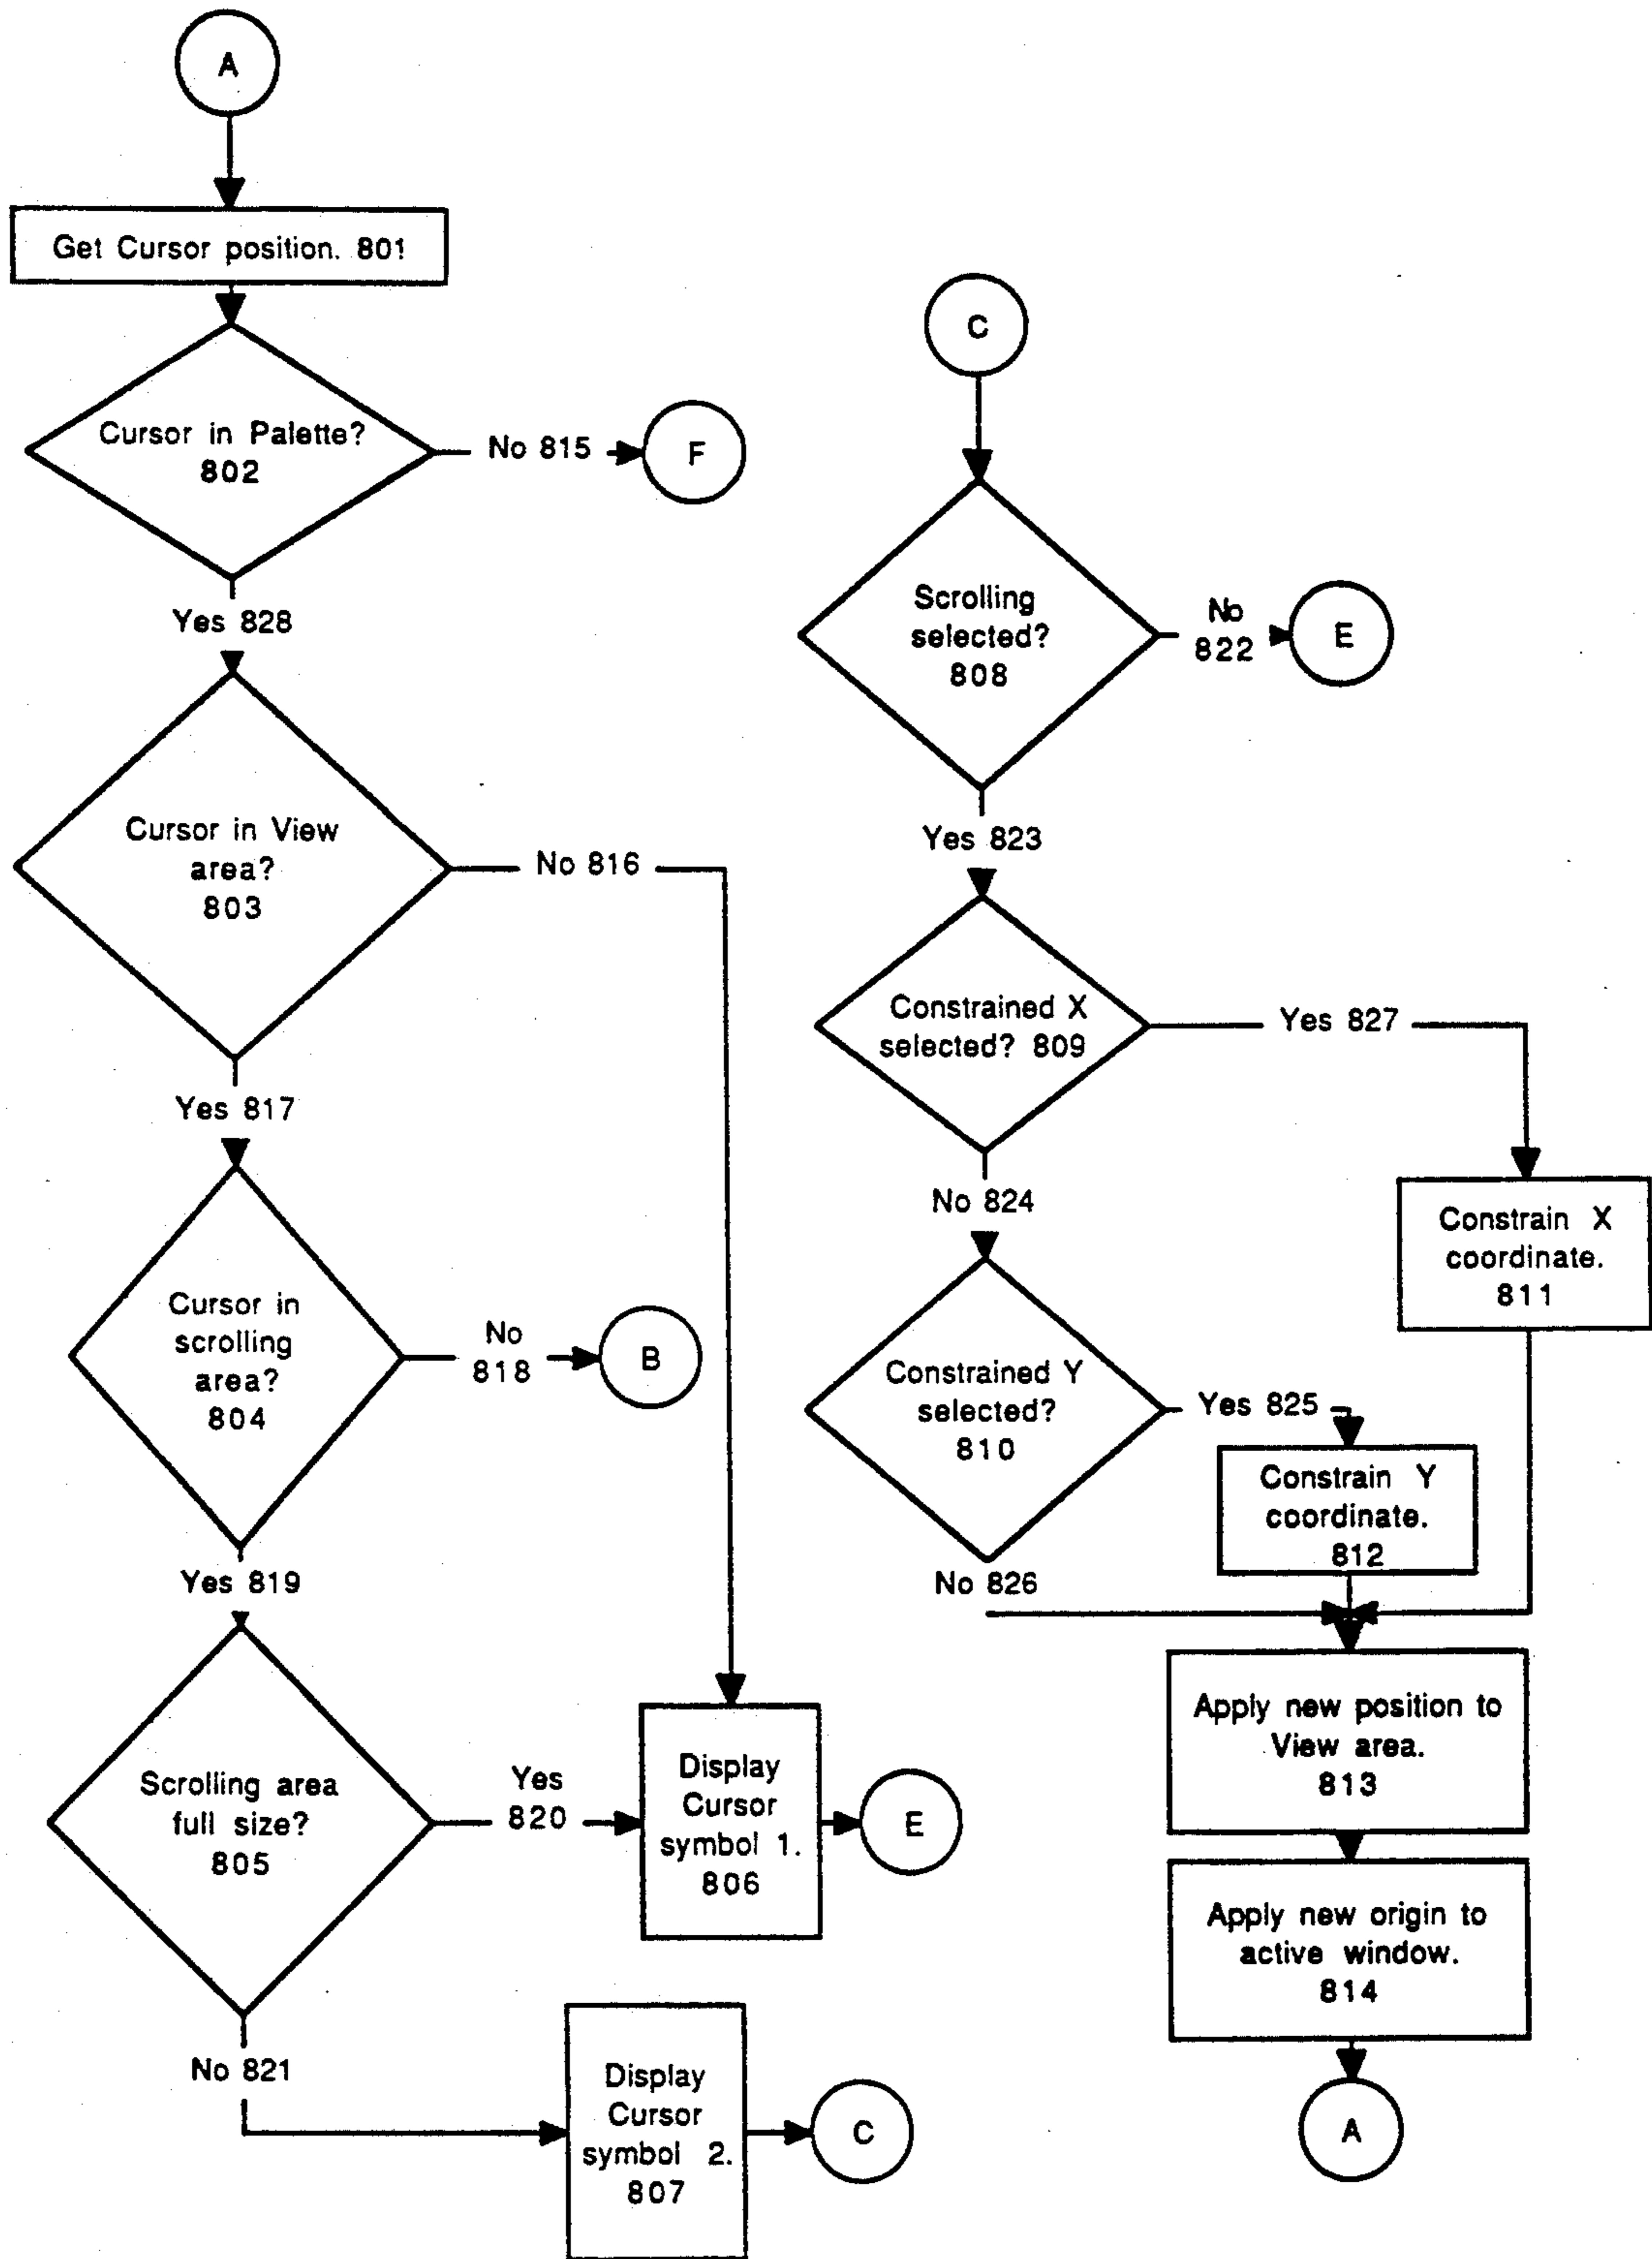 A
Get Cursor position. 801
Cursor in Palette?
802
No 815
F
Yes 828
Cursor in View
area?
803
No 816
Yes 817
Cursor in
scrolling
area?
804
No
818
B
Yes 819
Scrolling area
full size?
805
Yes
820
Display
Cursor
symbol 1.
806
E
No 821
Display
Cursor
symbol 2.
807
C
C
Scrolling
selected?
808
No
822
E
Yes 823
Constrained X
selected? 809
Yes 827
Constrain X
coordinate.
811
No 824
Constrained Y
selected?
810
Yes 825
Constrain Y
coordinate.
812
No 826
Apply new position to
View area.
813
Apply new origin to
active window.
814
A